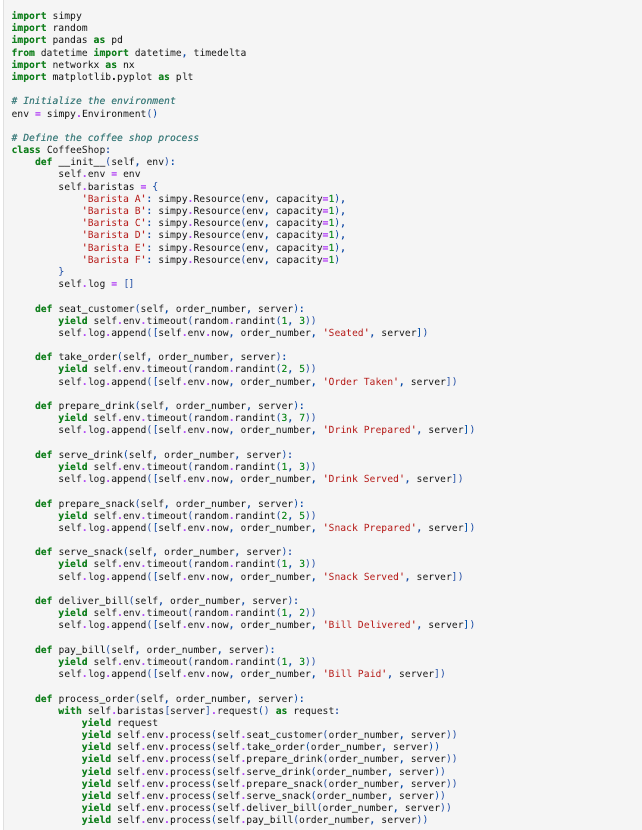 import simpy
import random
import pandas as pd
from datetime import datetime, timedelta
import networkx as nx
import matplotlib.pyplot as plt

# Initialize the environment
env = simpy.Environment()

# Define the coffee shop process
class CoffeeShop:
    def __init__(self, env):
        self.env = env
        self.baristas = {
            'Barista A': simpy.Resource(env, capacity=1),
            'Barista B': simpy.Resource(env, capacity=1),
            'Barista C': simpy.Resource(env, capacity=1),
            'Barista D': simpy.Resource(env, capacity=1),
            'Barista E': simpy.Resource(env, capacity=1),
            'Barista F': simpy.Resource(env, capacity=1)
        }
        self.log = []

    def seat_customer(self, order_number, server):
        yield self.env.timeout(random.randint(1, 3))
        self.log.append([self.env.now, order_number, 'Seated', server])

    def take_order(self, order_number, server):
        yield self.env.timeout(random.randint(2, 5))
        self.log.append([self.env.now, order_number, 'Order Taken', server])

    def prepare_drink(self, order_number, server):
        yield self.env.timeout(random.randint(3, 7))
        self.log.append([self.env.now, order_number, 'Drink Prepared', server])

    def serve_drink(self, order_number, server):
        yield self.env.timeout(random.randint(1, 3))
        self.log.append([self.env.now, order_number, 'Drink Served', server])

    def prepare_snack(self, order_number, server):
        yield self.env.timeout(random.randint(2, 5))
        self.log.append([self.env.now, order_number, 'Snack Prepared', server])

    def serve_snack(self, order_number, server):
        yield self.env.timeout(random.randint(1, 3))
        self.log.append([self.env.now, order_number, 'Snack Served', server])

    def deliver_bill(self, order_number, server):
        yield self.env.timeout(random.randint(1, 2))
        self.log.append([self.env.now, order_number, 'Bill Delivered', server])

    def pay_bill(self, order_number, server):
        yield self.env.timeout(random.randint(1, 3))
        self.log.append([self.env.now, order_number, 'Bill Paid', server])

    def process_order(self, order_number, server):
        with self.baristas[server].request() as request:
            yield request
            yield self.env.process(self.seat_customer(order_number, server))
            yield self.env.process(self.take_order(order_number, server))
            yield self.env.process(self.prepare_drink(order_number, server))
            yield self.env.process(self.serve_drink(order_number, server))
            yield self.env.process(self.prepare_snack(order_number, server))
            yield self.env.process(self.serve_snack(order_number, server))
            yield self.env.process(self.deliver_bill(order_number, server))
            yield self.env.process(self.pay_bill(order_number, server))